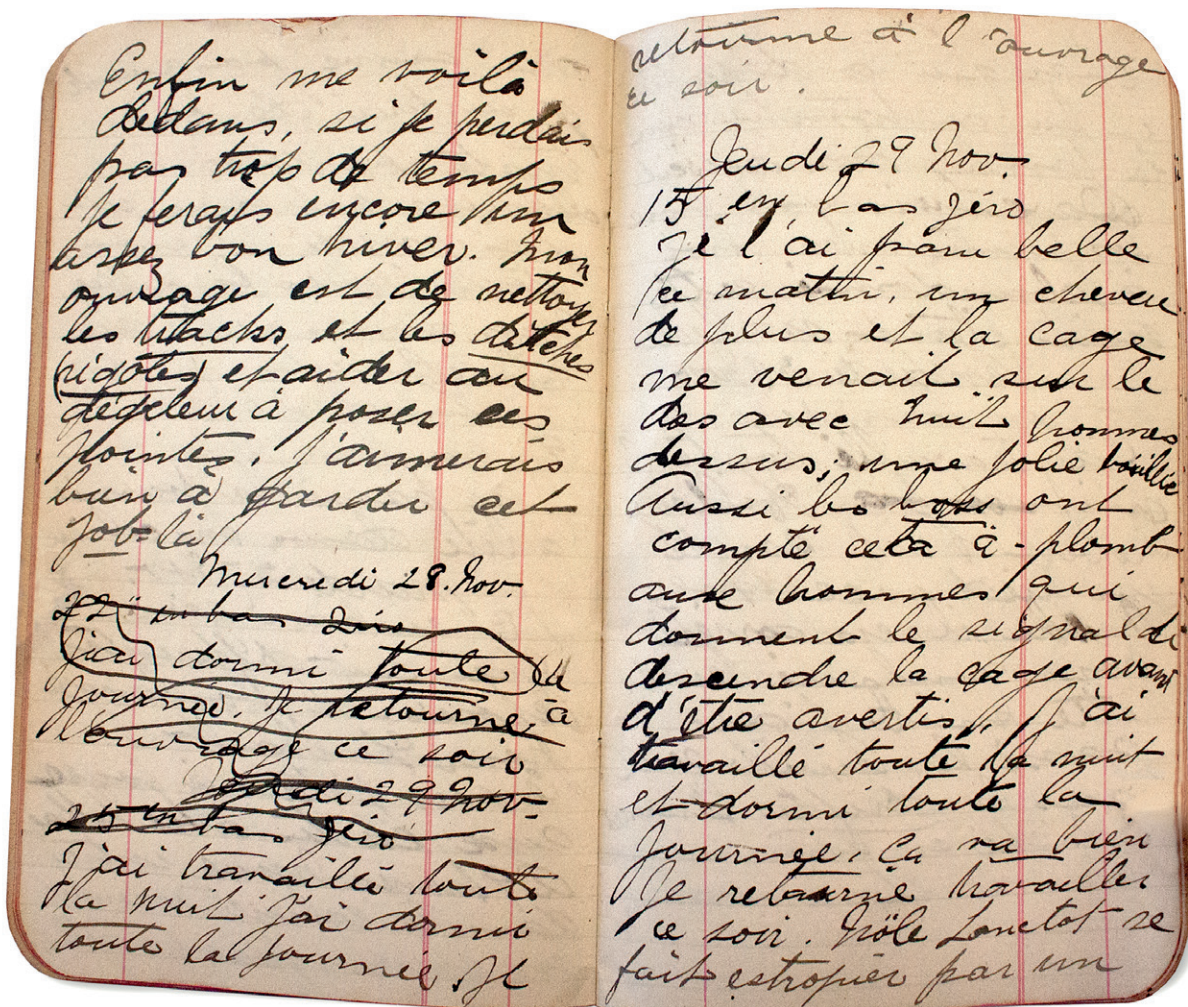 Enfin me voilà
dedans, si je perdais
pas trop de temps
je ferais encore un
assez bon hiver. Mon
ouvrage est de nettoyer
les tracks, et les ditches
(rigoles) et aider au
à poser ces
pointes. J'aimerais
bien à garder cet
job-là
Mercredi 28. Nov.
en bas zéro
J'ai dormi toute la
journée. Je retourne à
l'ouvrage ce soir
Jeudi 29 Nov.
25 en bas zéro
J'ai travaillé toute
la nuit j'ai dormi
toute la journée. Je
retourne à l'ouvrage
ce soir.
Jeudi 29 Nov.
15 en bas zéro
Je l'ai belle
ce matin, un cheveu
de plus et la cage
me venait sur le
dos avec huit hommes
dessus, une jolie bouillie
Aussi boss ont
compté cela à-plomb
aux hommes qui
donnent le signal de
descendre la cage avant
d'être avertis, J'ai
travaillé toute la nuit
et dormi toute la
journée. Ca va bien
Je retourne travailler
ce soir. Lanctot se
fait estropier par un